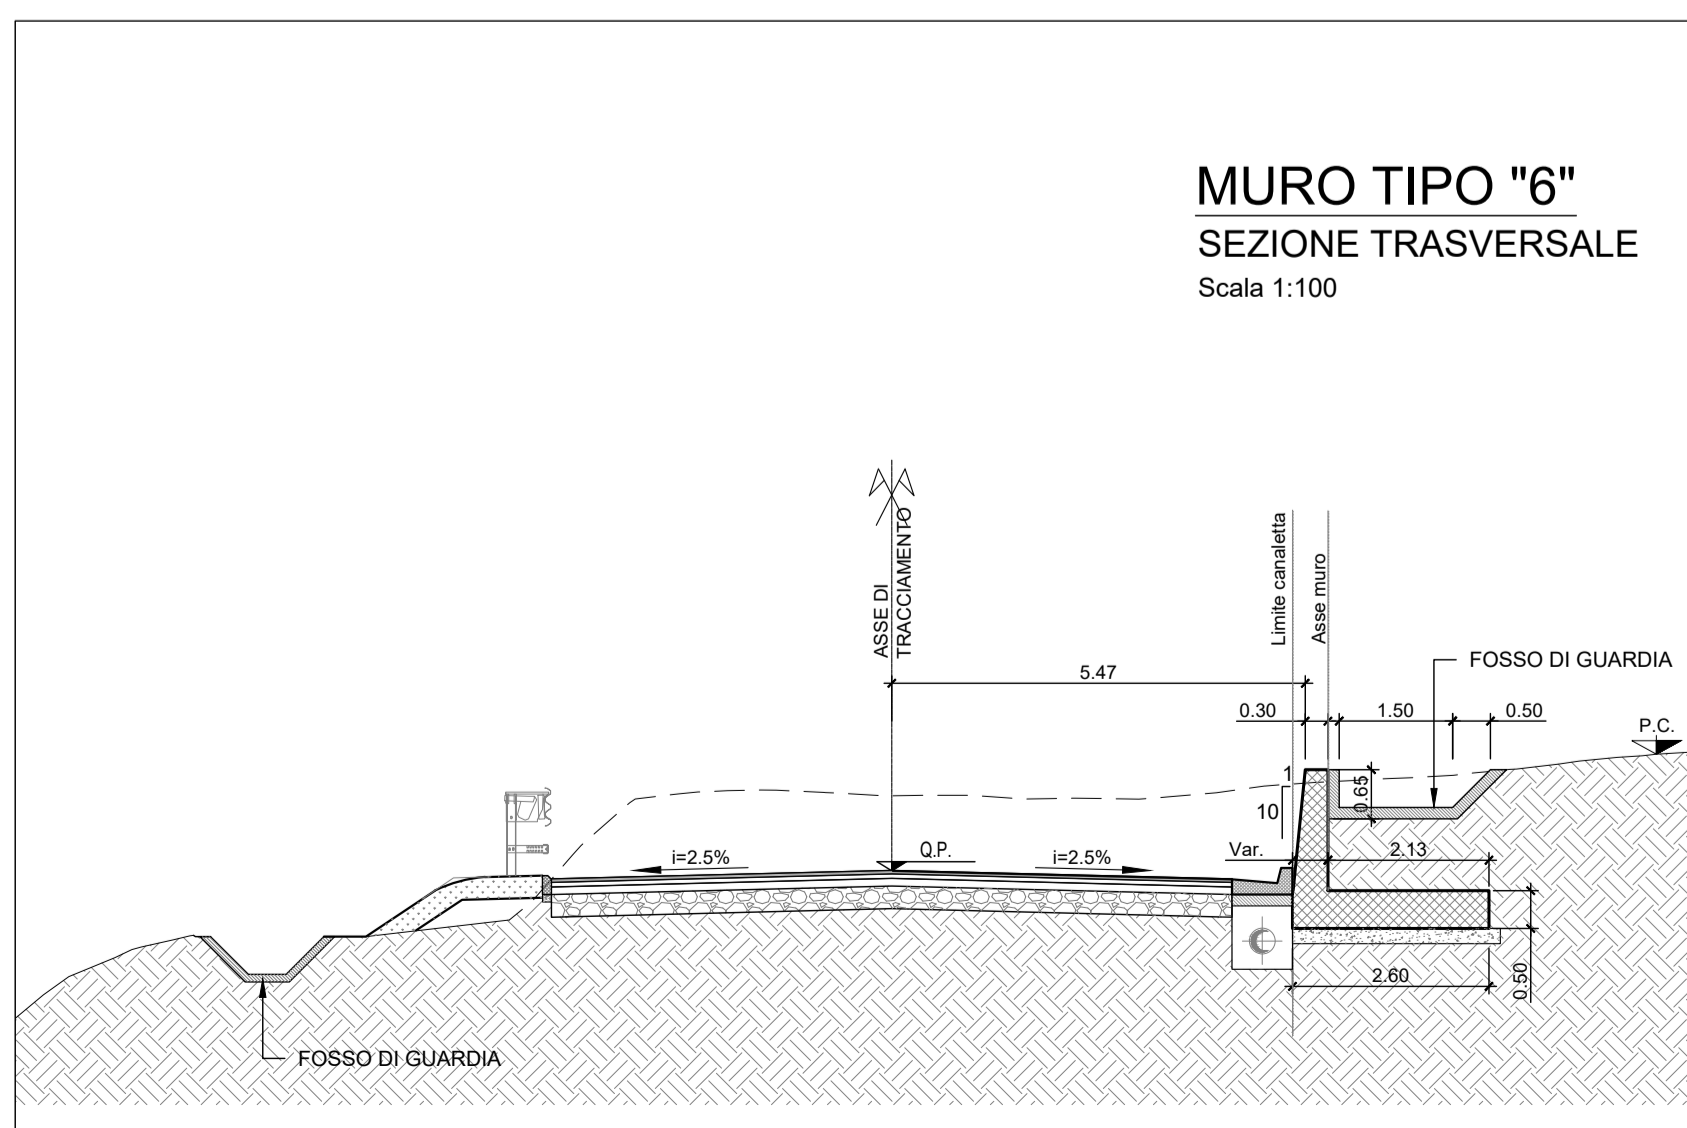 MURO TIPO "6"
SEZIONE TRASVERSALE
Scala 1:100
ASSE DI
TRACCIAMENTO
Limite canaletta
Asse muro
FOSSO DI GUARDIA
5.47
0.30
1.50
0.50
P.C.
1
10
0.65
i=2.5%
Q.P.
i=2.5%
Var.
2.13
2.60
0.50
FOSSO DI GUARDIA